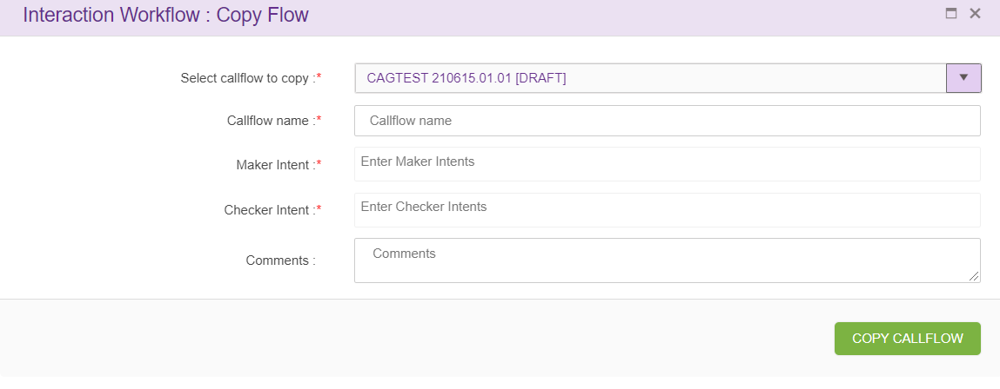 Interaction Workflow : Copy Flow
Select callflow to copy :* CAGTEST 210615.01.01 [DRAFT]
Callflow name :* Callflow name
Maker Intent :* Enter Maker Intents
Checker Intent :* Enter Checker Intents
Comments : Comments
COPY CALLFLOW